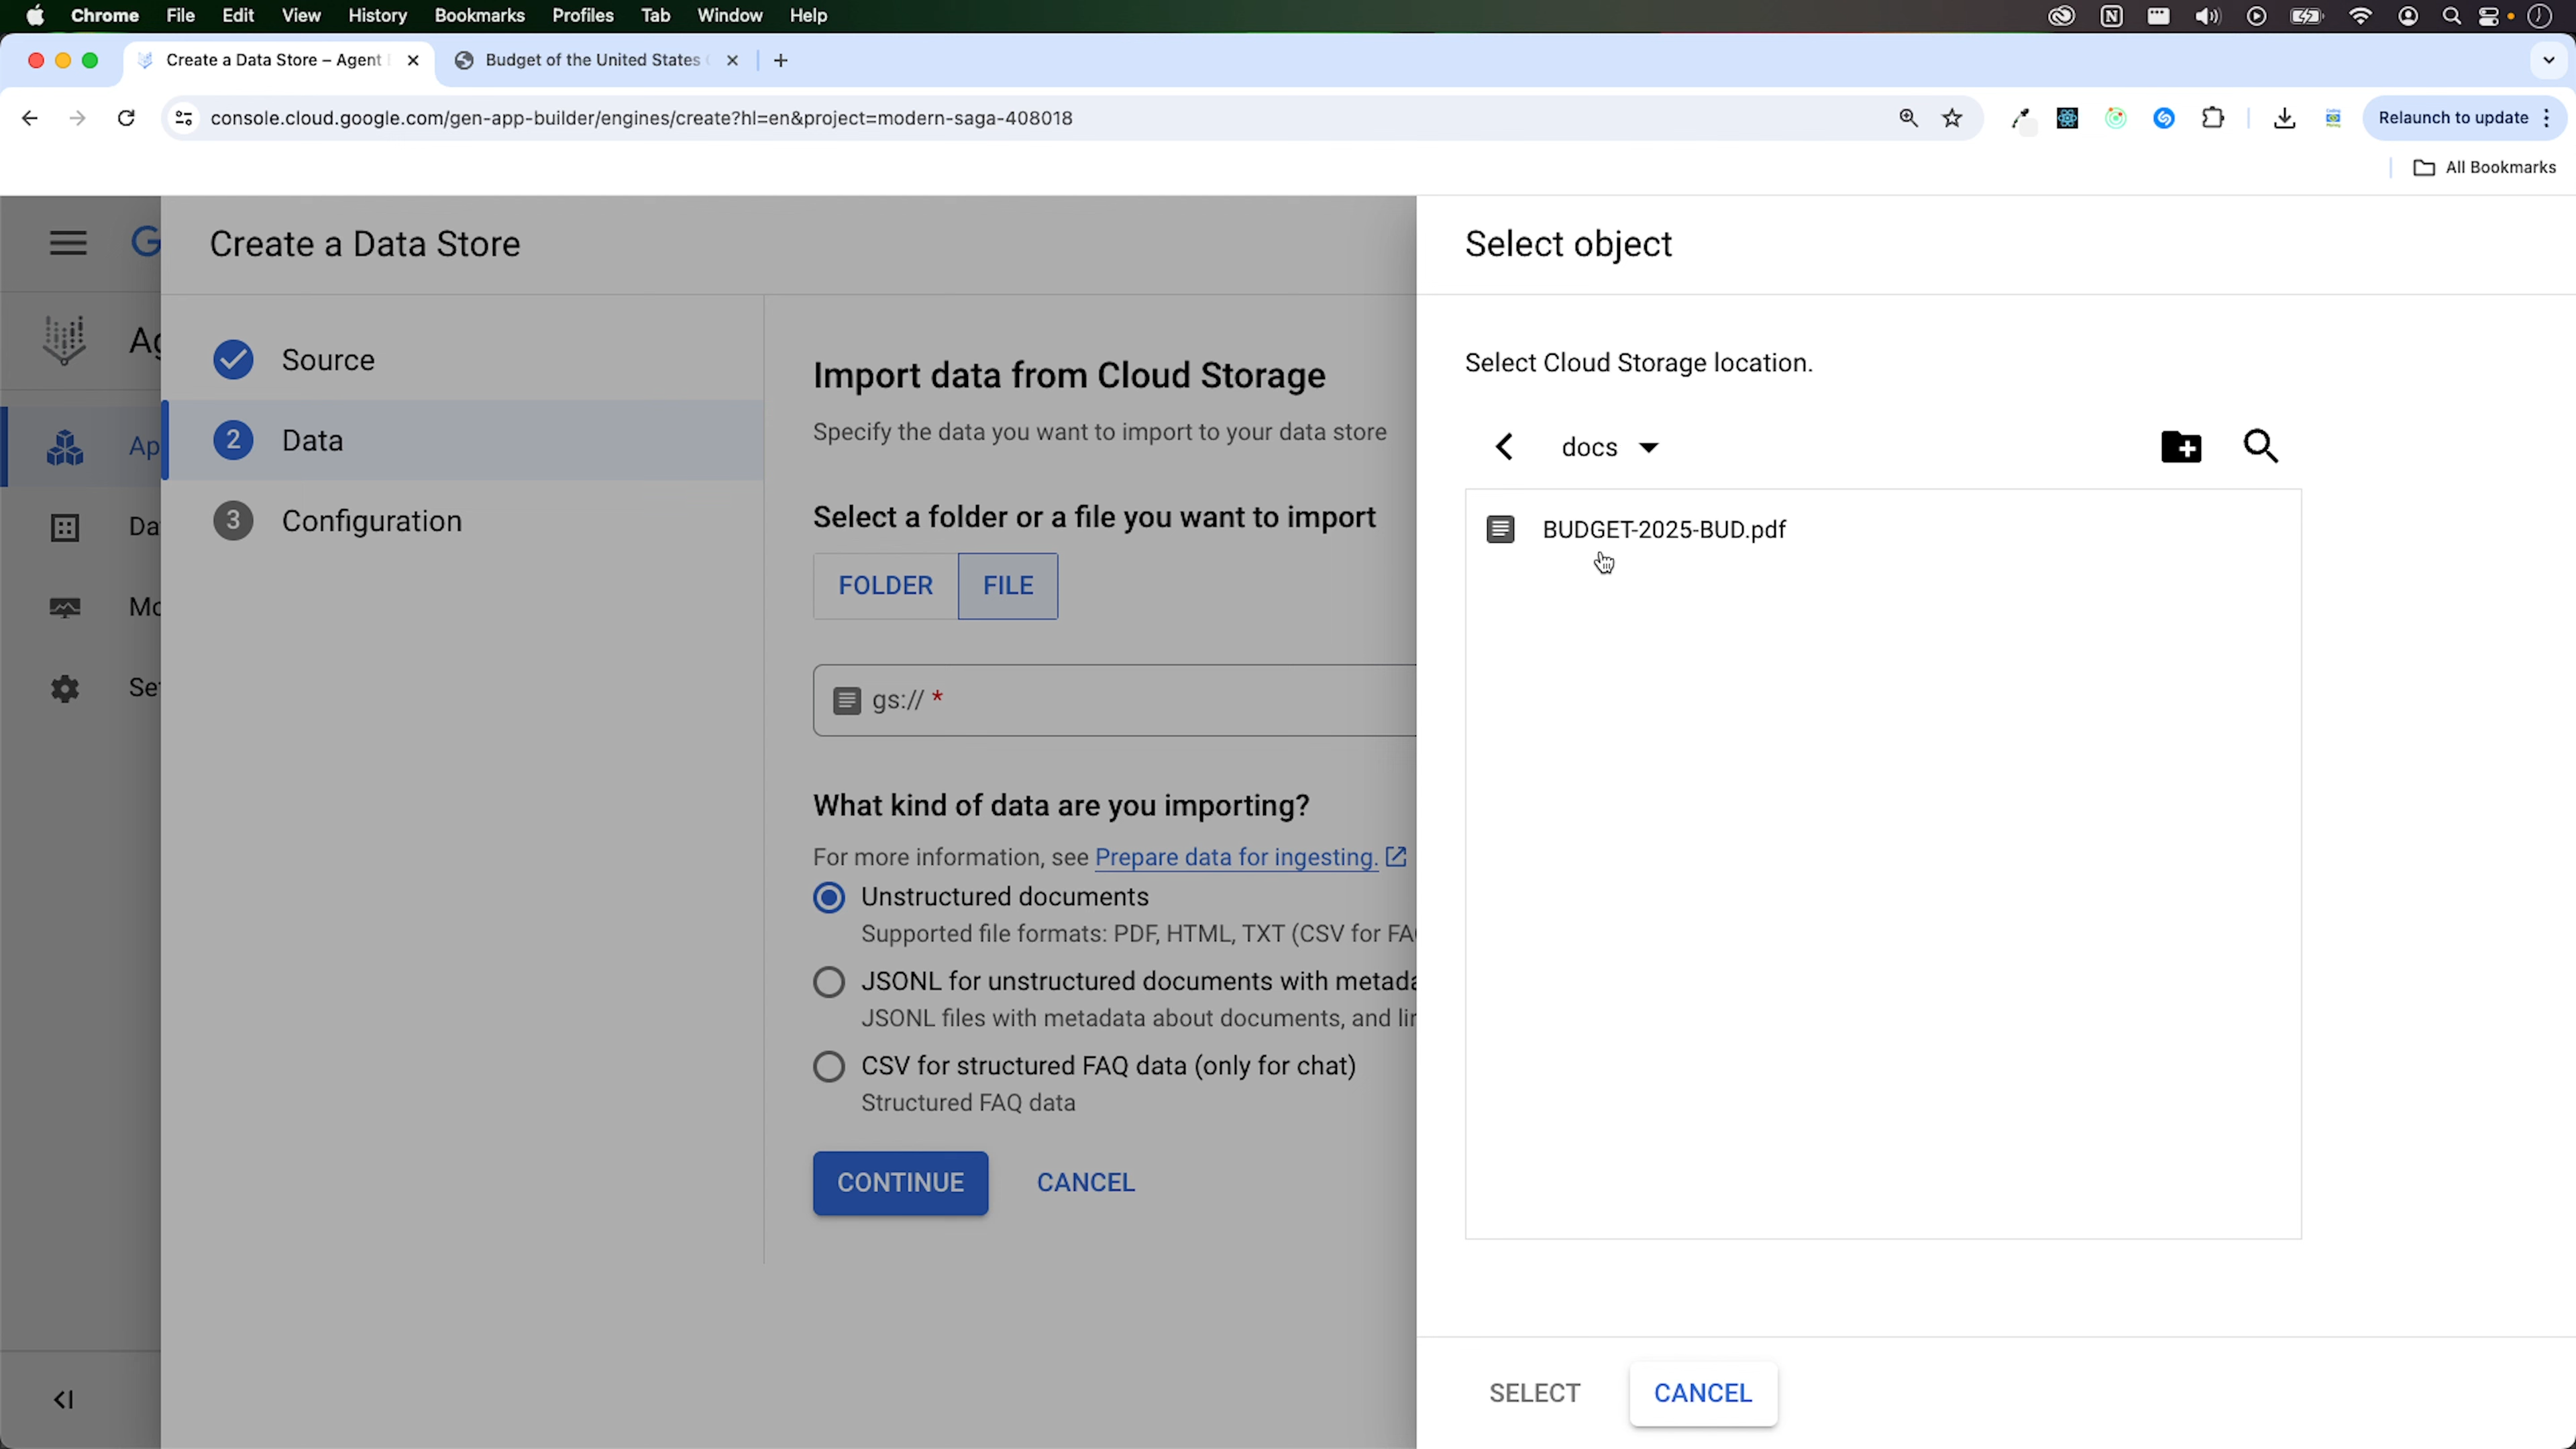 Chrome File Edit View History Bookmarks Profiles Tab Window Help
Create a Data Store – Agent
Budget of the United States
console.cloud.google.com/gen-app-builder/engines/create?hl=en&project=modern-saga-408018
Relaunch to update
All Bookmarks
Create a Data Store
Source
2 Data
3 Configuration
Import data from Cloud Storage
Specify the data you want to import to your data store
Select a folder or a file you want to import
FOLDER FILE
gs:// *
What kind of data are you importing?
For more information, see Prepare data for ingesting.
Unstructured documents
Supported file formats: PDF, HTML, TXT (CSV for FA
JSONL for unstructured documents with metada
JSONL files with metadata about documents, and lin
CSV for structured FAQ data (only for chat)
Structured FAQ data
CONTINUE CANCEL
Select object
Select Cloud Storage location.
docs
BUDGET-2025-BUD.pdf
SELECT CANCEL